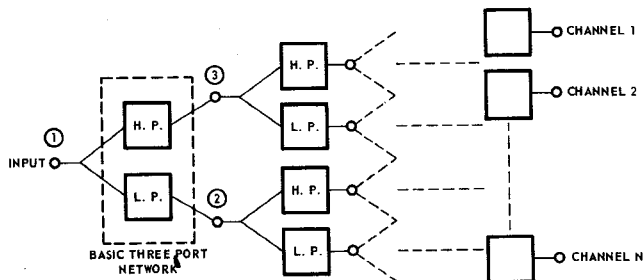 CHANNEL 1
H. P.
③
CHANNEL 2
①
H. P.
L. P.
INPUT
H. P.
L. P.
②
BASIC THREE PORT
NETWORK
L. P.
CHANNEL N